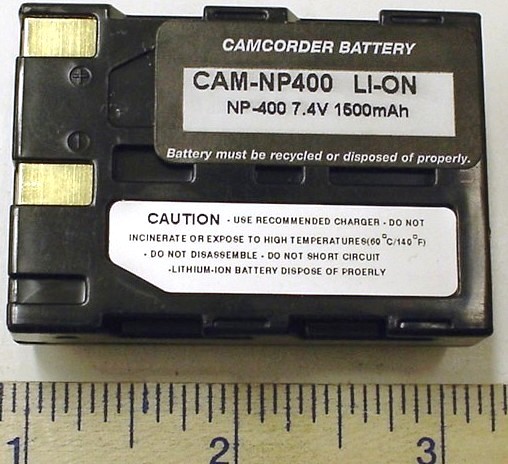 CAMCORDER BATTERY
CAM-NP400 LI-ON
NP-400 7.4V 1500mAh
Battery must be recycled or disposed of properly.
+
-
CAUTION - USE RECOMMENDED CHARGER - DO NOT
INCINERATE OR EXPOSE TO HIGH TEMPERATURES(60°C/140°F)
- DO NOT DISASSEMBLE - DO NOT SHORT CIRCUIT
-LITHIUM-ION BATTERY DISPOSE OF PROERLY
1 2 3